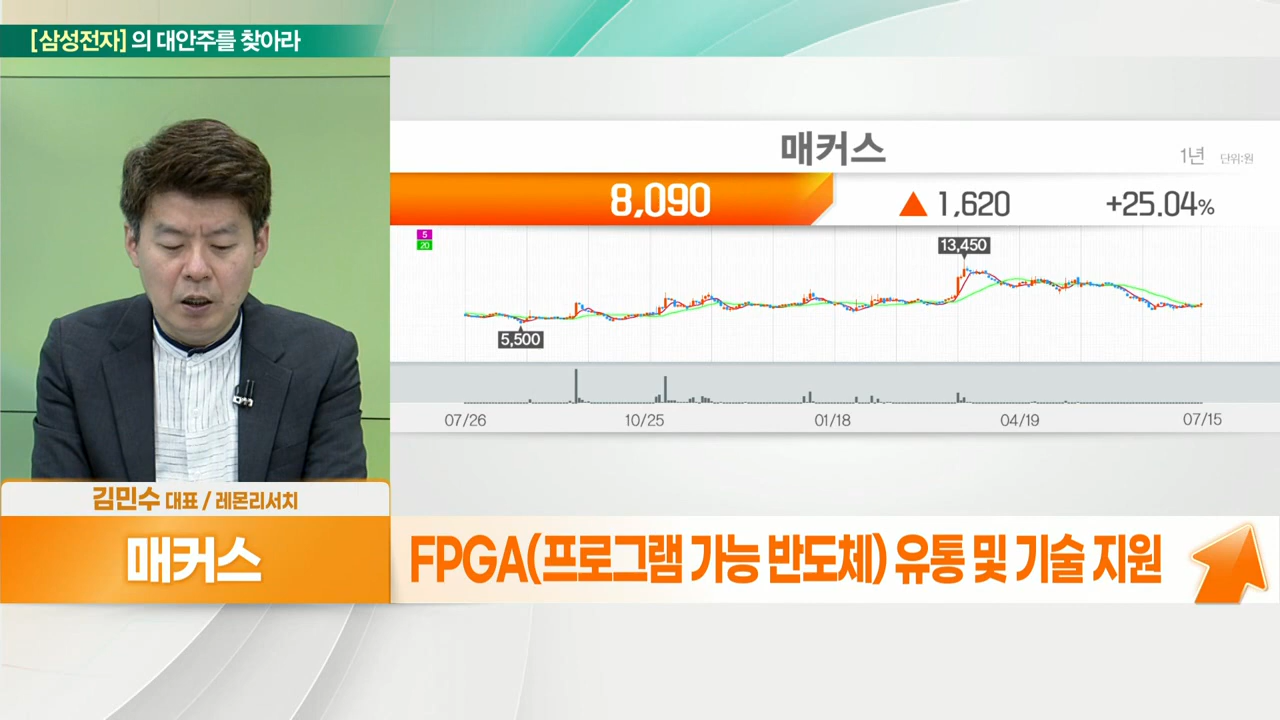 [삼성전자]의 대안주를 찾아라
매커스
1년 단위:원
8,090
▲ 1,620 +25.04%
5
20
13,450
5,500
07/26 10/25 01/18 04/19 07/15
김민수 대표 / 레몬리서치
매커스
FPGA(프로그램 가능 반도체) 유통 및 기술 지원